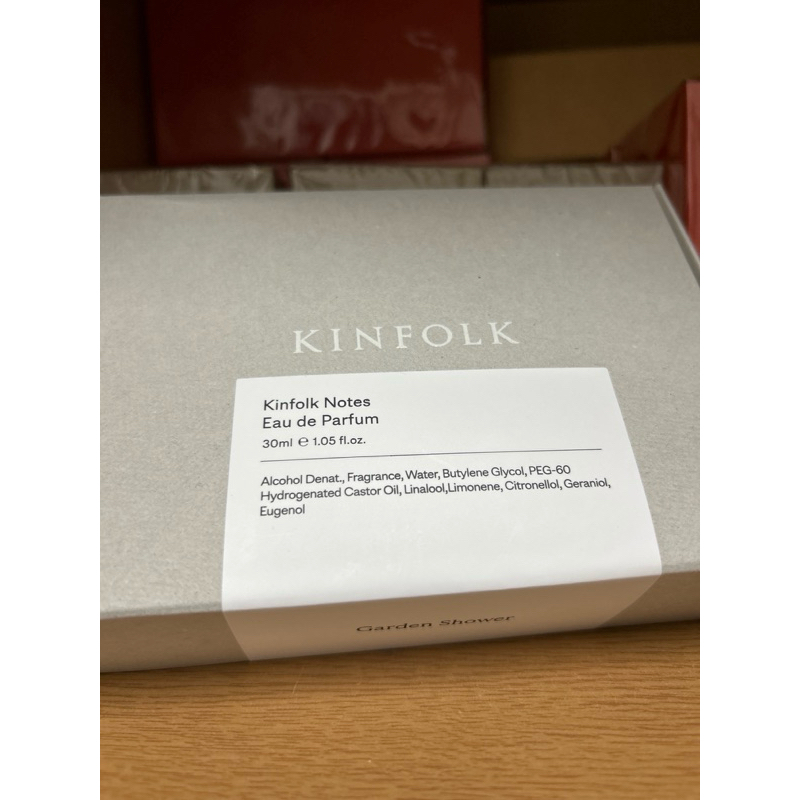 KINFOLK
Kinfolk Notes
Eau de Parfum
30ml ℮ 1.05 fl.oz.
Alcohol Denat., Fragrance, Water, Butylene Glycol, PEG-60
Hydrogenated Castor Oil, Linalool,Limonene, Citronellol, Geraniol,
Eugenol
Garden Shower